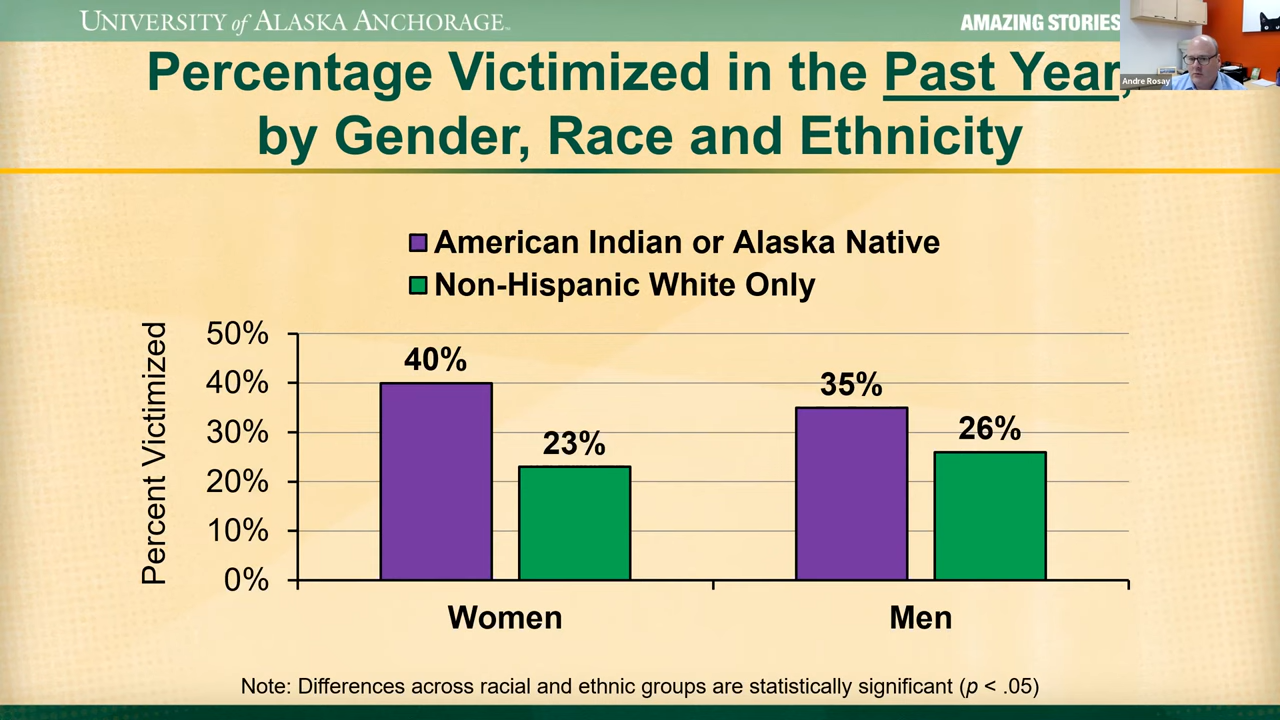 UNIVERSITY of ALASKA ANCHORAGE™
AMAZING STORIES
Andre Rosay
Percentage Victimized in the Past Year,
by Gender, Race and Ethnicity
American Indian or Alaska Native
Non-Hispanic White Only
Percent Victimized
50%
40%
30%
20%
10%
0%
40%
23%
35%
26%
Women
Men
Note: Differences across racial and ethnic groups are statistically significant (p < .05)